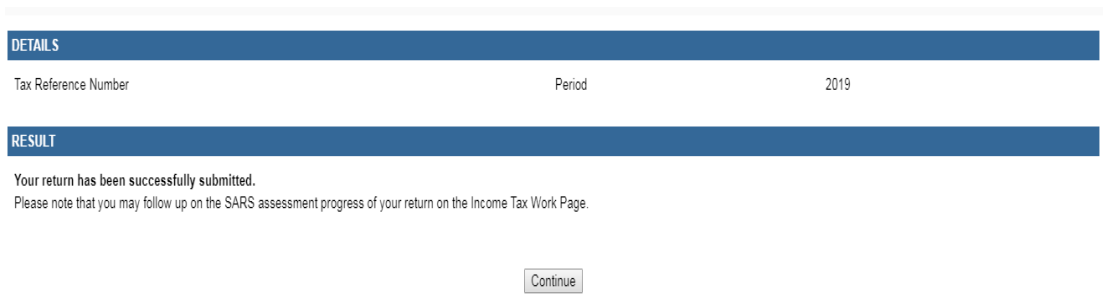 DETAILS
Tax Reference Number Period 2019
RESULT
Your return has been successfully submitted.
Please note that you may follow up on the SARS assessment progress of your return on the Income Tax Work Page.
Continue